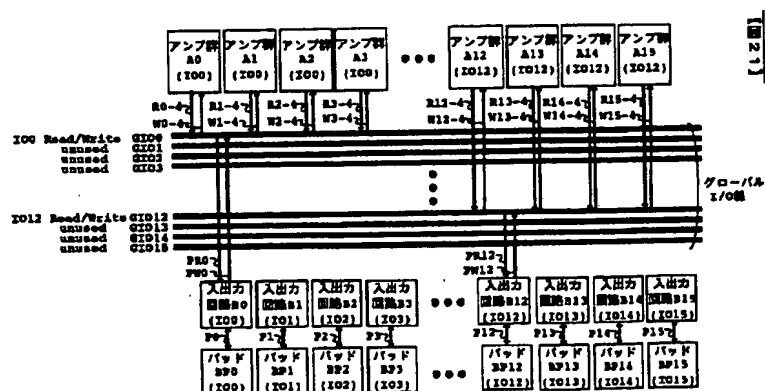 【図21】
アンプ群 A0 (IO0)
アンプ群 A1 (IO0)
アンプ群 A2 (IO0)
アンプ群 A3 (IO0)
アンプ群 A12 (IO12)
アンプ群 A13 (IO12)
アンプ群 A14 (IO12)
アンプ群 A15 (IO12)
R0-4 R1-4 R2-4 R3-4 R12-4 R13-4 R14-4 R15-4
W0-4 W1-4 W2-4 W3-4 W12-4 W13-4 W14-4 W15-4
IO0 Read/Write GIO0
unused GIO1
unused GIO2
unused GIO3
グローバル
I/O線
IO12 Read/Write GIO12
unused GIO13
unused GIO14
unused GIO15
PR0 PR12
PW0 PW12
入出力 回路B0 (IO0)
入出力 回路B1 (IO1)
入出力 回路B2 (IO2)
入出力 回路B3 (IO3)
入出力 回路B12 (IO12)
入出力 回路B13 (IO13)
入出力 回路B14 (IO14)
入出力 回路B15 (IO15)
P0 P1 P2 P3 P12 P13 P14 P15
パッド BP0 (IO0)
パッド BP1 (IO1)
パッド BP2 (IO2)
パッド BP3 (IO3)
パッド BP12 (IO12)
パッド BP13 (IO13)
パッド BP14 (IO14)
パッド BP15 (IO15)